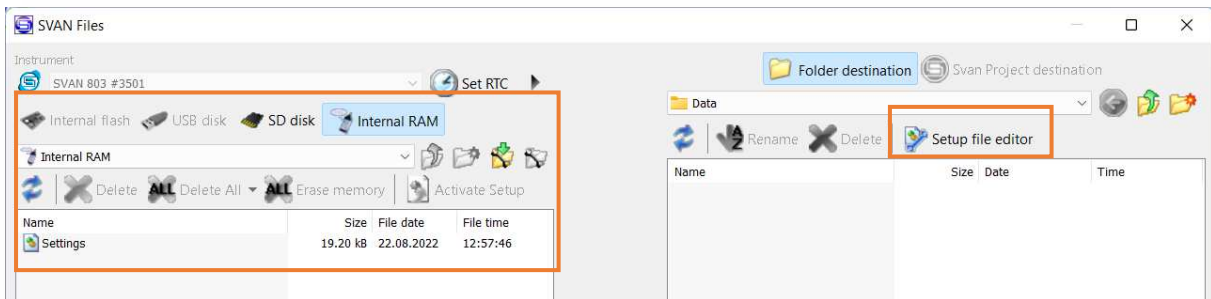 SVAN Files
Instrument
SVAN 803 #3501
Set RTC
Internal flash USB disk SD disk Internal RAM
Internal RAM
Delete ALL Delete All ALL Erase memory Activate Setup
Name Size File date File time
Settings 19.20 kB 22.08.2022 12:57:46
Folder destination Svan Project destination
Data
AZ Rename Delete Setup file editor
Name Size Date Time